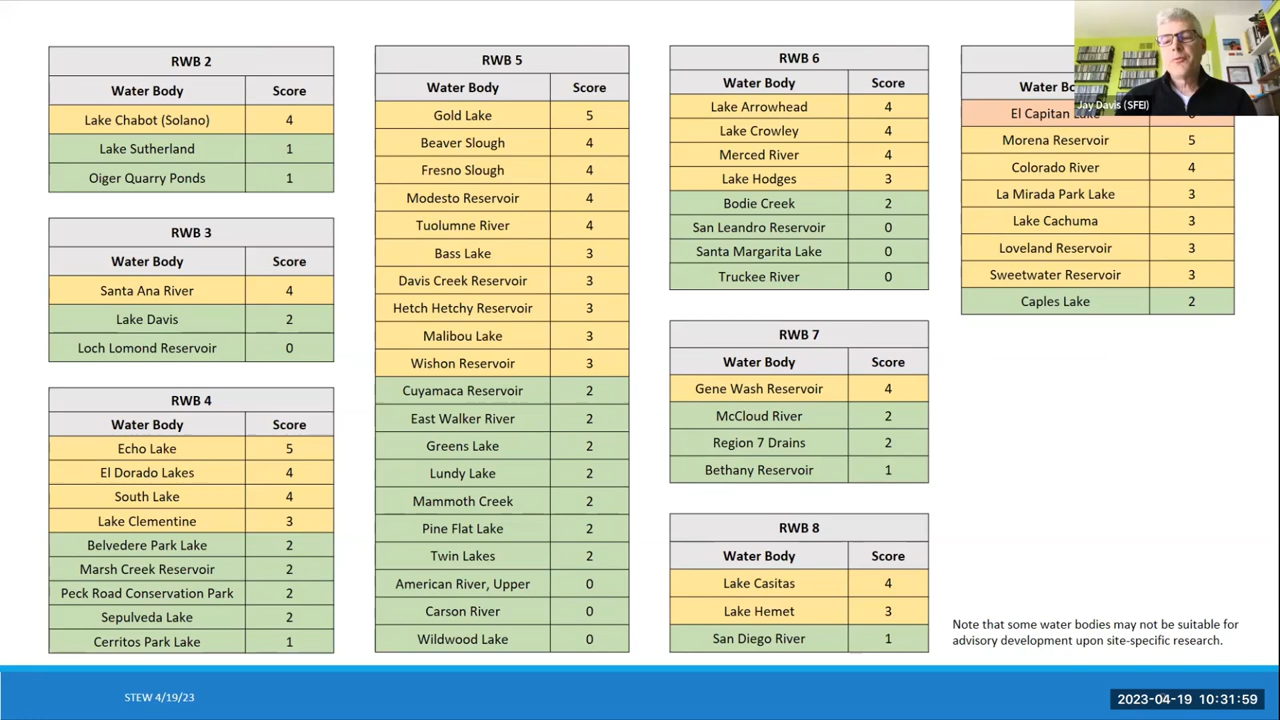 RWB 2
Water Body Score
Lake Chabot (Solano) 4
Lake Sutherland 1
Oiger Quarry Ponds 1
RWB 3
Water Body Score
Santa Ana River 4
Lake Davis 2
Loch Lomond Reservoir 0
RWB 4
Water Body Score
Echo Lake 5
El Dorado Lakes 4
South Lake 4
Lake Clementine 3
Belvedere Park Lake 2
Marsh Creek Reservoir 2
Peck Road Conservation Park 2
Sepulveda Lake 2
Cerritos Park Lake 1
RWB 5
Water Body Score
Gold Lake 5
Beaver Slough 4
Fresno Slough 4
Modesto Reservoir 4
Tuolumne River 4
Bass Lake 3
Davis Creek Reservoir 3
Hetch Hetchy Reservoir 3
Malibou Lake 3
Wishon Reservoir 3
Cuyamaca Reservoir 2
East Walker River 2
Greens Lake 2
Lundy Lake 2
Mammoth Creek 2
Pine Flat Lake 2
Twin Lakes 2
American River, Upper 0
Carson River 0
Wildwood Lake 0
RWB 6
Water Body Score
Lake Arrowhead 4
Lake Crowley 4
Merced River 4
Lake Hodges 3
Bodie Creek 2
San Leandro Reservoir 0
Santa Margarita Lake 0
Truckee River 0
RWB 7
Water Body Score
Gene Wash Reservoir 4
McCloud River 2
Region 7 Drains 2
Bethany Reservoir 1
RWB 8
Water Body Score
Lake Casitas 4
Lake Hemet 3
San Diego River 1
Water
Jay Davis (SFEI)
El Capitan
Morena Reservoir 5
Colorado River 4
La Mirada Park Lake 3
Lake Cachuma 3
Loveland Reservoir 3
Sweetwater Reservoir 3
Caples Lake 2
Note that some water bodies may not be suitable for
advisory development upon site-specific research.
STEW 4/19/23
2023-04-19 10:31:59